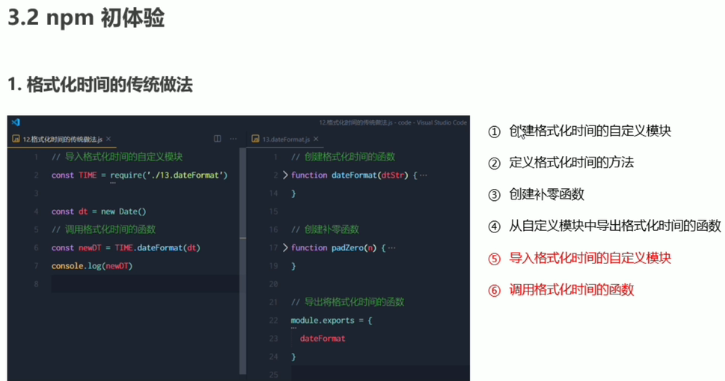 3.2 npm 初体验
1. 格式化时间的传统做法
12.格式化时间的传统做法.js - code - Visual Studio Code
12.格式化时间的传统做法.js ×
1 // 导入格式化时间的自定义模块
2 const TIME = require('./13.dateFormat')
3
4 const dt = new Date()
5 // 调用格式化时间的函数
6 const newDT = TIME.dateFormat(dt)
7 console.log(newDT)
8
13.dateFormat.js ×
1 // 创建格式化时间的函数
2 function dateFormat(dtStr) { ···
14 }
15
16 // 创建补零函数
17 function padZero(n) { ···
19 }
20
21 // 导出将格式化时间的函数
22 module.exports = {
23 dateFormat
24 }
25
① 创建格式化时间的自定义模块
② 定义格式化时间的方法
③ 创建补零函数
④ 从自定义模块中导出格式化时间的函数
⑤ 导入格式化时间的自定义模块
⑥ 调用格式化时间的函数